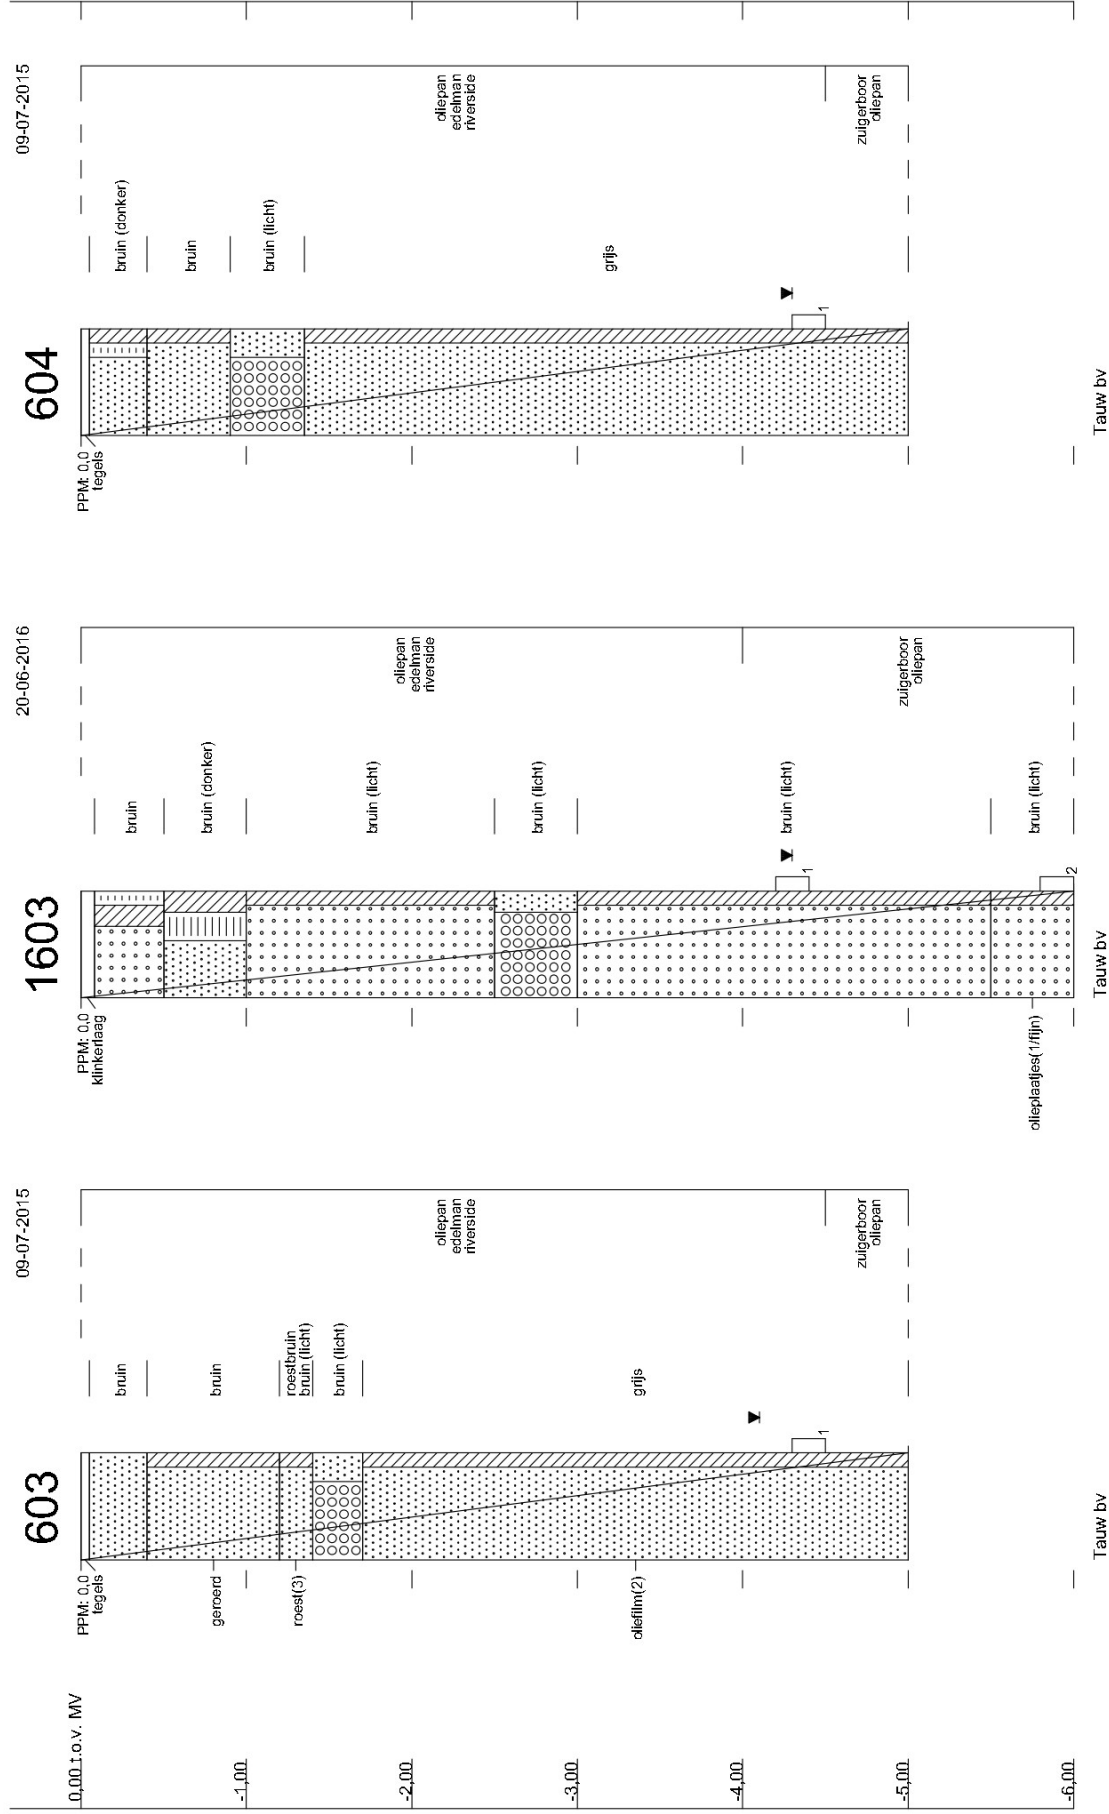 0,00 t.o.v. MV
-1,00
-2,00
-3,00
-4,00
-5,00
-6,00
603
09-07-2015
PPM: 0,0
tegels
geroerd
roest(3)
oliefilm(2)
bruin
bruin
roestbruin
bruin (licht)
bruin (licht)
grijs
1
oliepan
edelman
riverside
zuigerboor
oliepan
Tauw bv
1603
20-06-2016
PPM: 0,0
klinkerlaag
olieplaatjes(1/fijn)
bruin
bruin (donker)
bruin (licht)
bruin (licht)
bruin (licht)
bruin (licht)
1
2
oliepan
edelman
riverside
zuigerboor
oliepan
Tauw bv
604
09-07-2015
PPM: 0,0
tegels
bruin (donker)
bruin
bruin (licht)
grijs
1
oliepan
edelman
riverside
zuigerboor
oliepan
Tauw bv